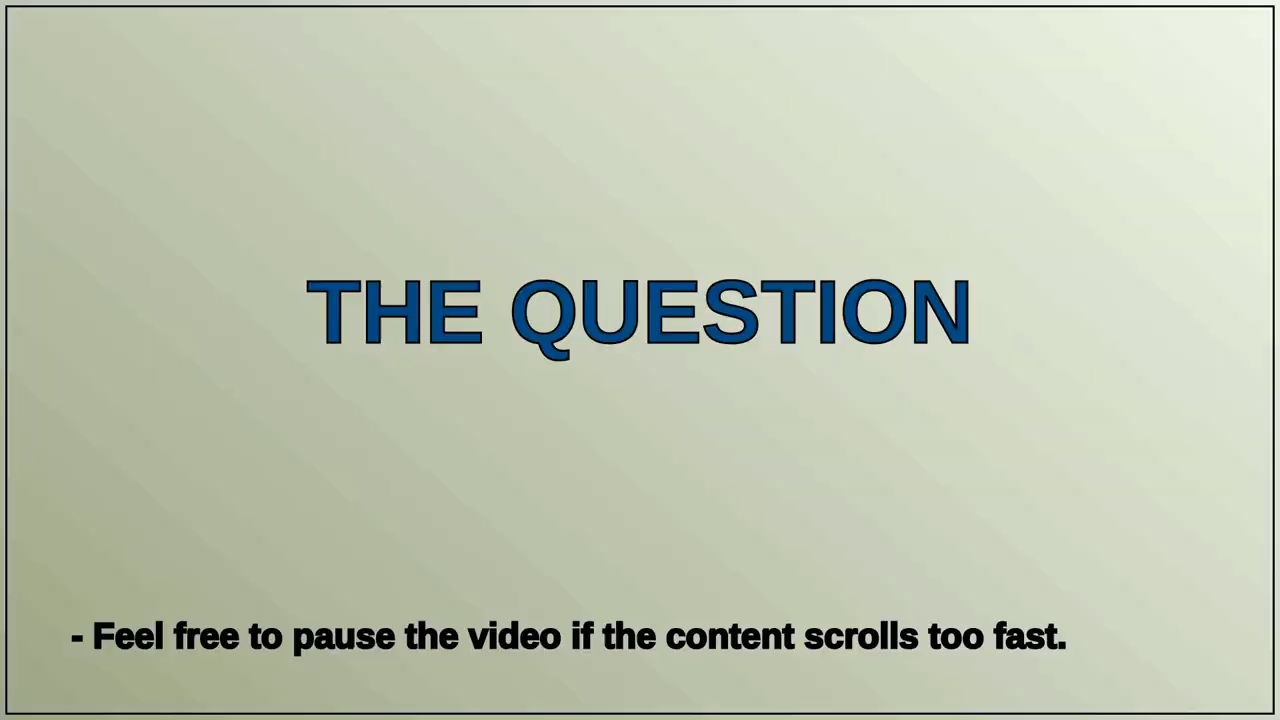 THE QUESTION
- Feel free to pause the video if the content scrolls too fast.